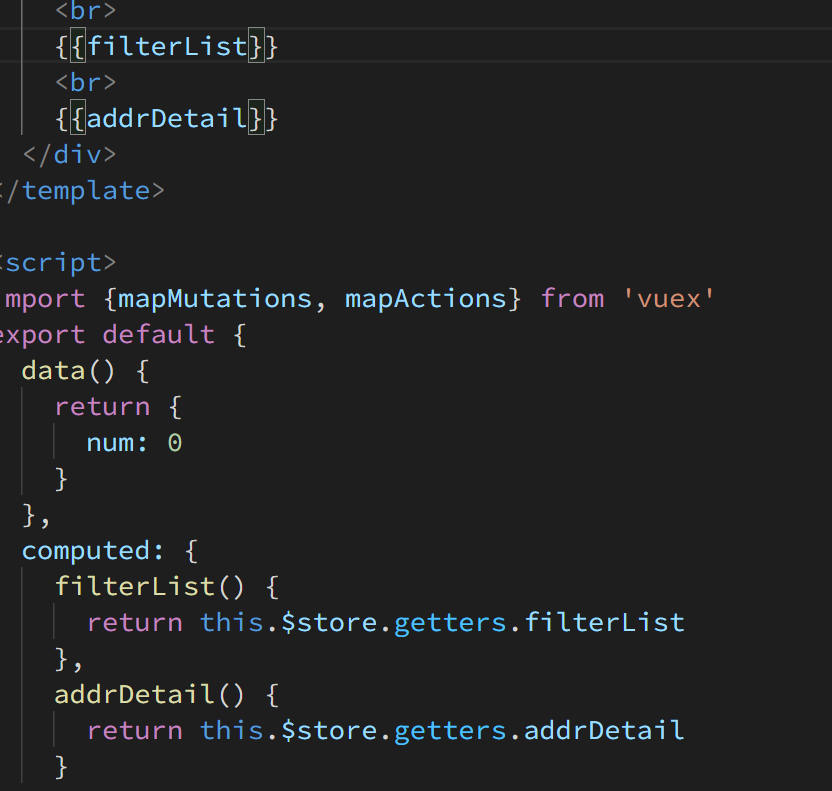 <br>
{{filterList}}
<br>
{{addrDetail}}
</div>
/template>
script>
mport {mapMutations, mapActions} from 'vuex'
export default {
data() {
return {
num: 0
}
},
computed: {
filterList() {
return this.$store.getters.filterList
},
addrDetail() {
return this.$store.getters.addrDetail
}